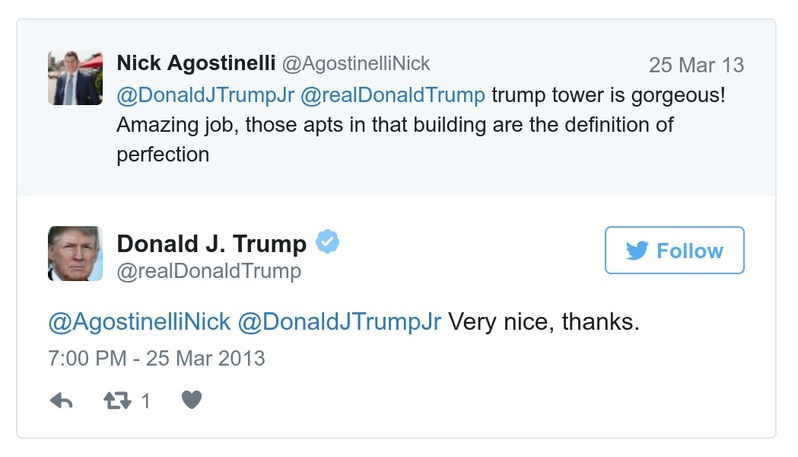 Nick Agostinelli @AgostinelliNick 25 Mar 13
@DonaldJTrumpJr @realDonaldTrump trump tower is gorgeous!
Amazing job, those apts in that building are the definition of
perfection
Donald J. Trump
@realDonaldTrump
Follow
@AgostinelliNick @DonaldJTrumpJr Very nice, thanks.
7:00 PM - 25 Mar 2013
1